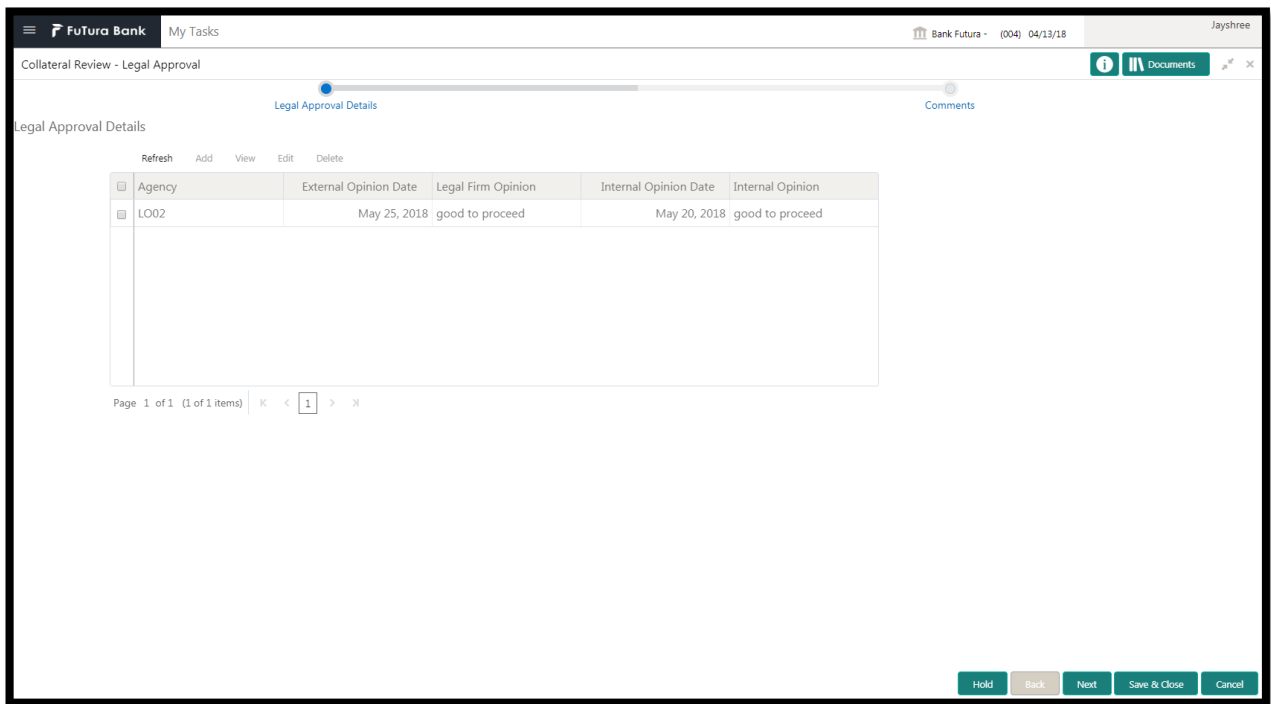 FuTura Bank My Tasks Bank Futura - (004) 04/13/18 Jayshree
Collateral Review - Legal Approval Documents
Legal Approval Details Comments
Legal Approval Details
Refresh Add View Edit Delete
Agency External Opinion Date Legal Firm Opinion Internal Opinion Date Internal Opinion
LO02 May 25, 2018 good to proceed May 20, 2018 good to proceed
Page 1 of 1 (1 of 1 items) 1
Hold Back Next Save & Close Cancel